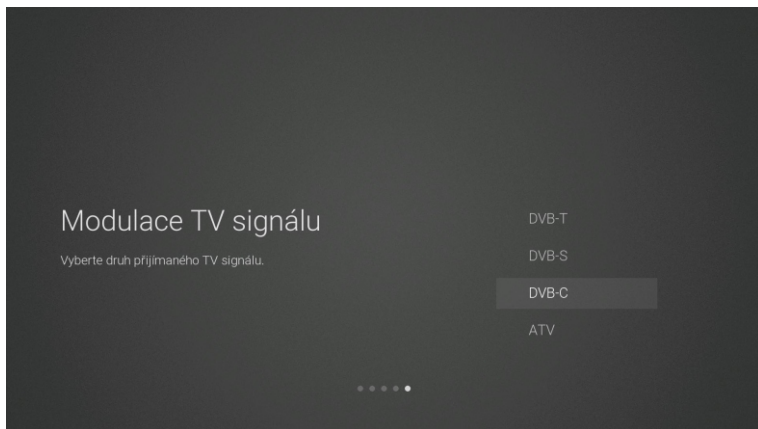 Modulace TV signálu
Vyberte druh přijímaného TV signálu.
DVB-T
DVB-S
DVB-C
ATV